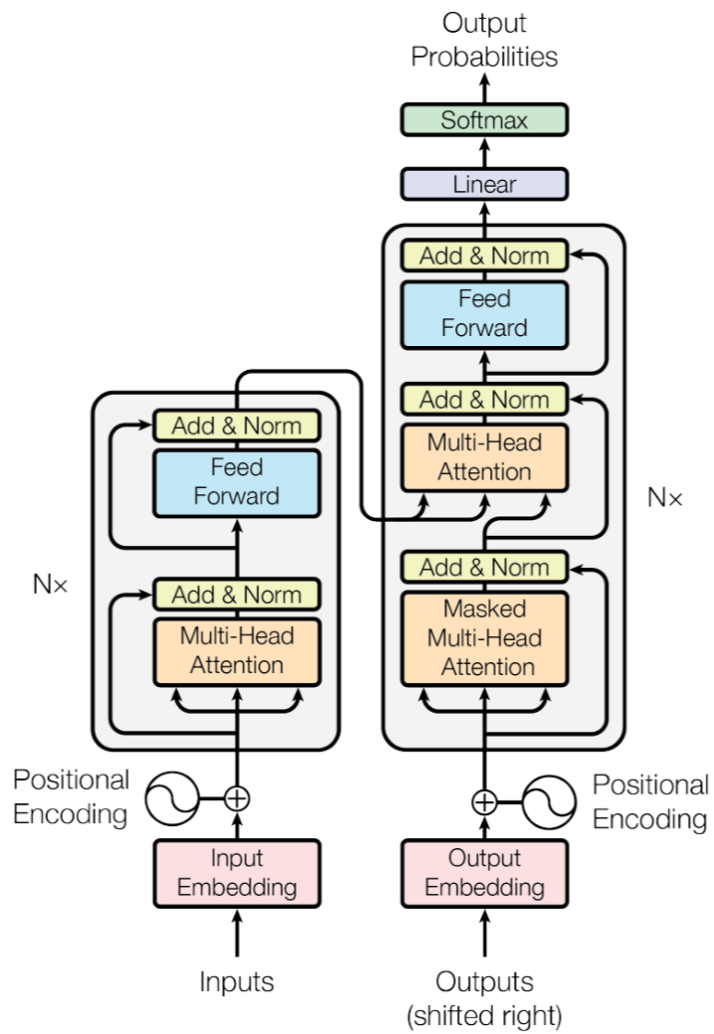 Output
Probabilities
Softmax
Linear
Add & Norm
Feed
Forward
Add & Norm
Multi-Head
Attention
Nx
Add & Norm
Masked
Multi-Head
Attention
Add & Norm
Feed
Forward
Nx
Add & Norm
Multi-Head
Attention
Positional
Encoding
Positional
Encoding
Input
Embedding
Output
Embedding
Inputs
Outputs
(shifted right)